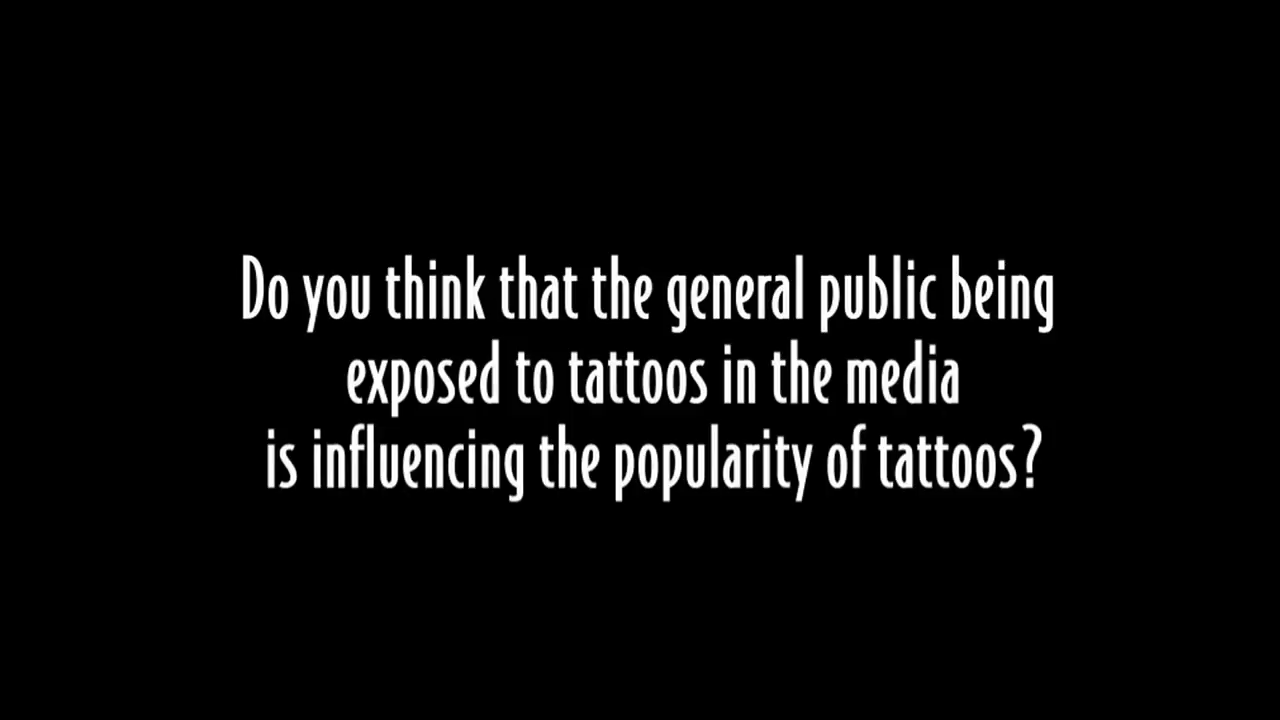 Do you think that the general public being
exposed to tattoos in the media
is influencing the popularity of tattoos?